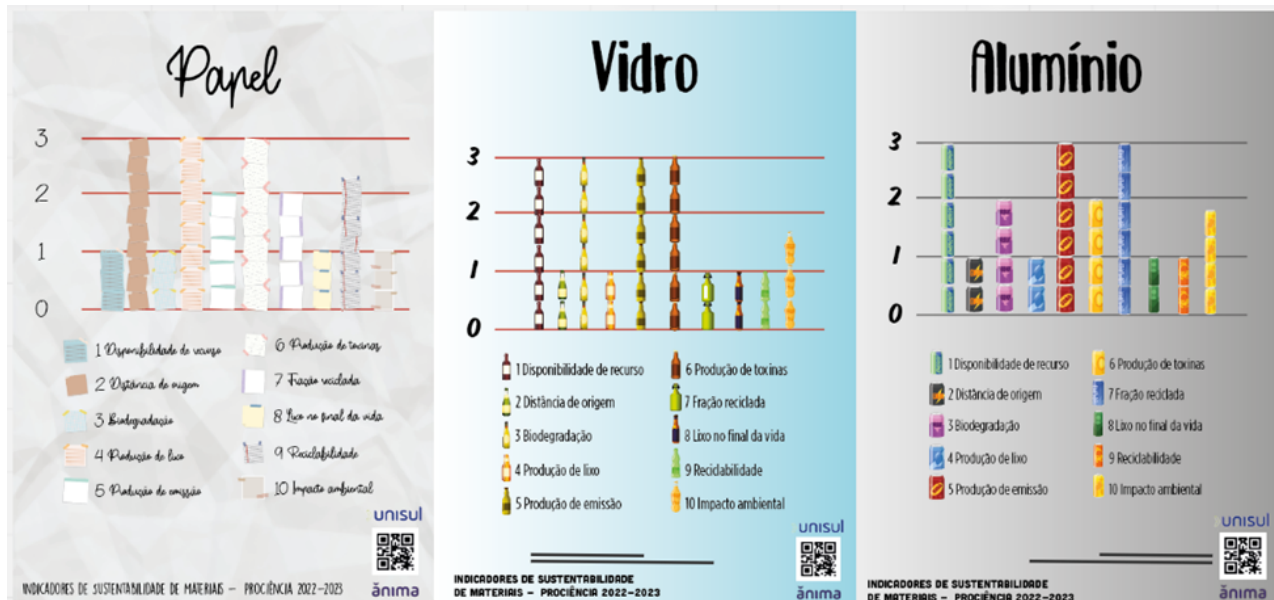 Papel
3
2
1
0
1 Disponibilidade de recurso
2 Distância de origem
3 Biodegradação
4 Produção de lixo
5 Produção de emissão
6 Produção de toxinas
7 Fração reciclada
8 Lixo no final da vida
9 Reciclabilidade
10 Impacto ambiental
unisul
ănima
INDICADORES DE SUSTENTABILIDADE DE MATERIAIS – PROCIÊNCIA 2022-2023
Vidro
3
2
1
0
1 Disponibilidade de recurso
2 Distância de origem
3 Biodegradação
4 Produção de lixo
5 Produção de emissão
6 Produção de toxinas
7 Fração reciclada
8 Lixo no final da vida
9 Reciclabilidade
10 Impacto ambiental
unisul
ănima
INDICADORES DE SUSTENTABILIDADE
DE MATERIAIS – PROCIÊNCIA 2022-2023
Alumínio
3
2
1
0
1 Disponibilidade de recurso
2 Distância de origem
3 Biodegradação
4 Produção de lixo
5 Produção de emissão
6 Produção de toxinas
7 Fração reciclada
8 Lixo no final da vida
9 Reciclabilidade
10 Impacto ambiental
unisul
ănima
INDICADORES DE SUSTENTABILIDADE
DE MATERIAIS – PROCIÊNCIA 2022-2023